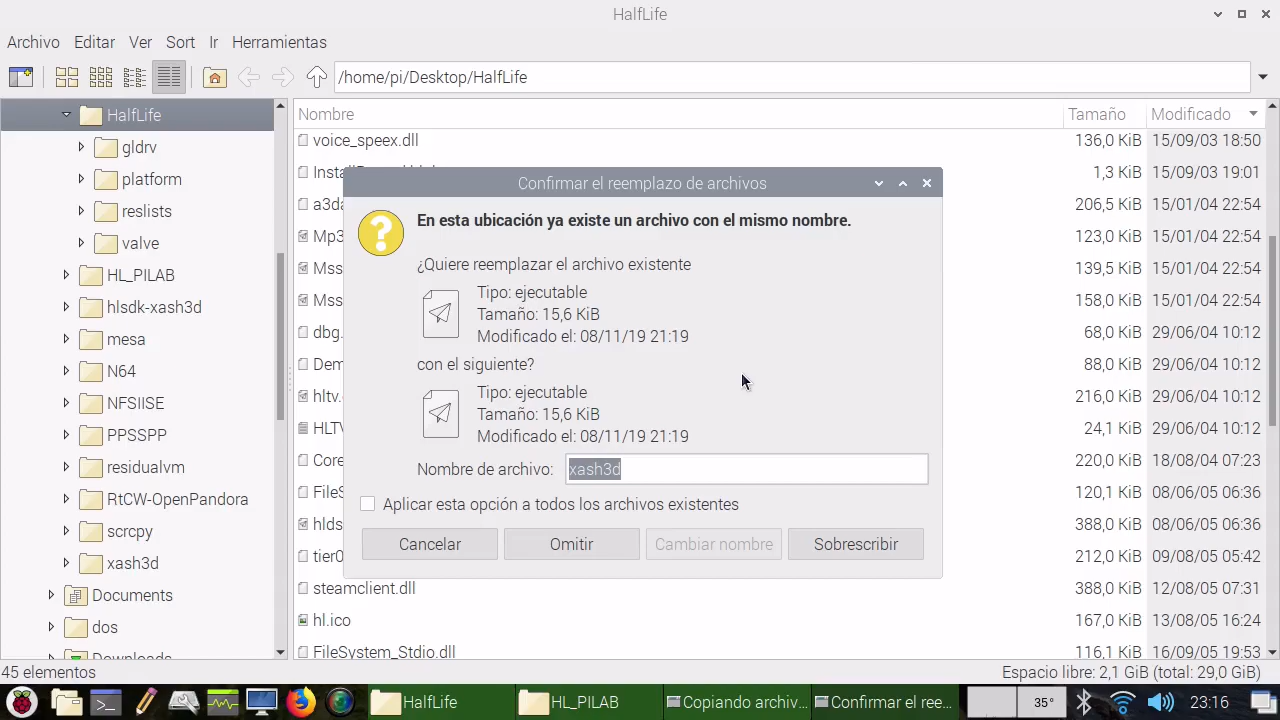 HalfLife
Archivo Editar Ver Sort Ir Herramientas
/home/pi/Desktop/HalfLife
HalfLife
gldrv
platform
reslists
valve
HL_PILAB
hlsdk-xash3d
mesa
N64
NFSIISE
PPSSPP
residualvm
RtCW-OpenPandora
scrcpy
xash3d
Documents
dos
Nombre Tamaño Modificado
voice_speex.dll 136,0 KiB 15/09/03 18:50
1,3 KiB 15/09/03 19:01
a3da 206,5 KiB 15/01/04 22:54
Mp3 123,0 KiB 15/01/04 22:54
Mss 139,5 KiB 15/01/04 22:54
Mss 158,0 KiB 15/01/04 22:54
dbg. 68,0 KiB 29/06/04 10:12
Dem 88,0 KiB 29/06/04 10:12
hltv. 216,0 KiB 29/06/04 10:12
HLTV 24,1 KiB 29/06/04 10:12
Core 220,0 KiB 18/08/04 07:23
FileS 120,1 KiB 08/06/05 06:36
hlds 388,0 KiB 08/06/05 06:36
tier0 212,0 KiB 09/08/05 05:42
steamclient.dll 388,0 KiB 12/08/05 07:31
hl.ico 167,0 KiB 13/08/05 16:24
FileSystem_Stdio.dll 116,1 KiB 16/09/05 19:53
Confirmar el reemplazo de archivos
En esta ubicación ya existe un archivo con el mismo nombre.
¿Quiere reemplazar el archivo existente
Tipo: ejecutable
Tamaño: 15,6 KiB
Modificado el: 08/11/19 21:19
con el siguiente?
Tipo: ejecutable
Tamaño: 15,6 KiB
Modificado el: 08/11/19 21:19
Nombre de archivo: xash3d
Aplicar esta opción a todos los archivos existentes
Cancelar Omitir Cambiar nombre Sobrescribir
45 elementos Espacio libre: 2,1 GiB (total: 29,0 GiB)
HalfLife HL_PILAB Copiando archiv... Confirmar el ree... 35° 23:16